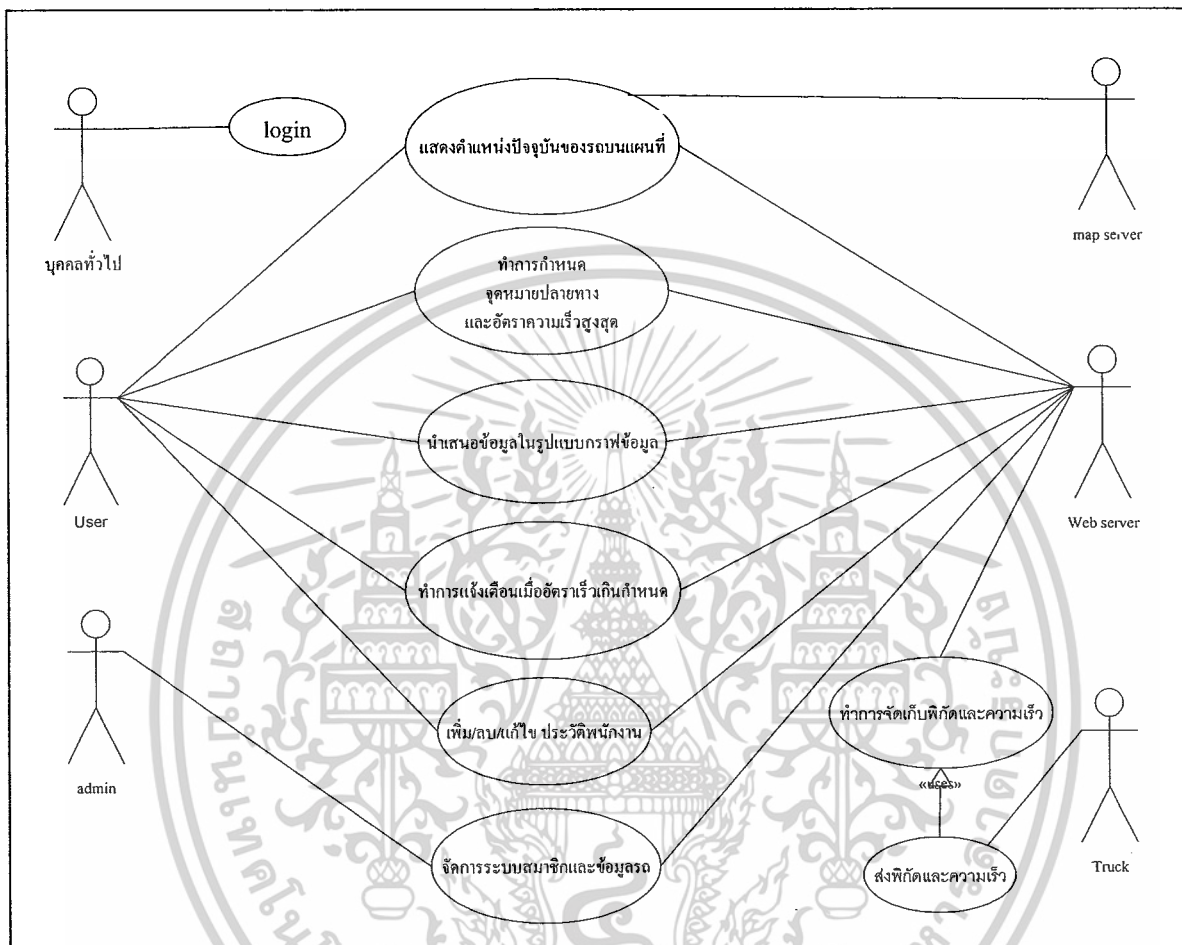 login
แสดงตำแหน่งปัจจุบันของรถบนแผนที่
บุคคลทั่วไป
map server
ทำการกำหนด
จุดหมายปลายทาง
และอัตราความเร็วสูงสุด
นำเสนอข้อมูลในรูปแบบกราฟข้อมูล
User
Web server
ทำการแจ้งเตือนเมื่ออัตราเร็วเกินกำหนด
เพิ่ม/ลบ/แก้ไข ประวัติพนักงาน
ทำการจัดเก็บพิกัดและความเร็ว
admin
«uses»
จัดการระบบสมาชิกและข้อมูลรถ
ส่งพิกัดและความเร็ว
Truck